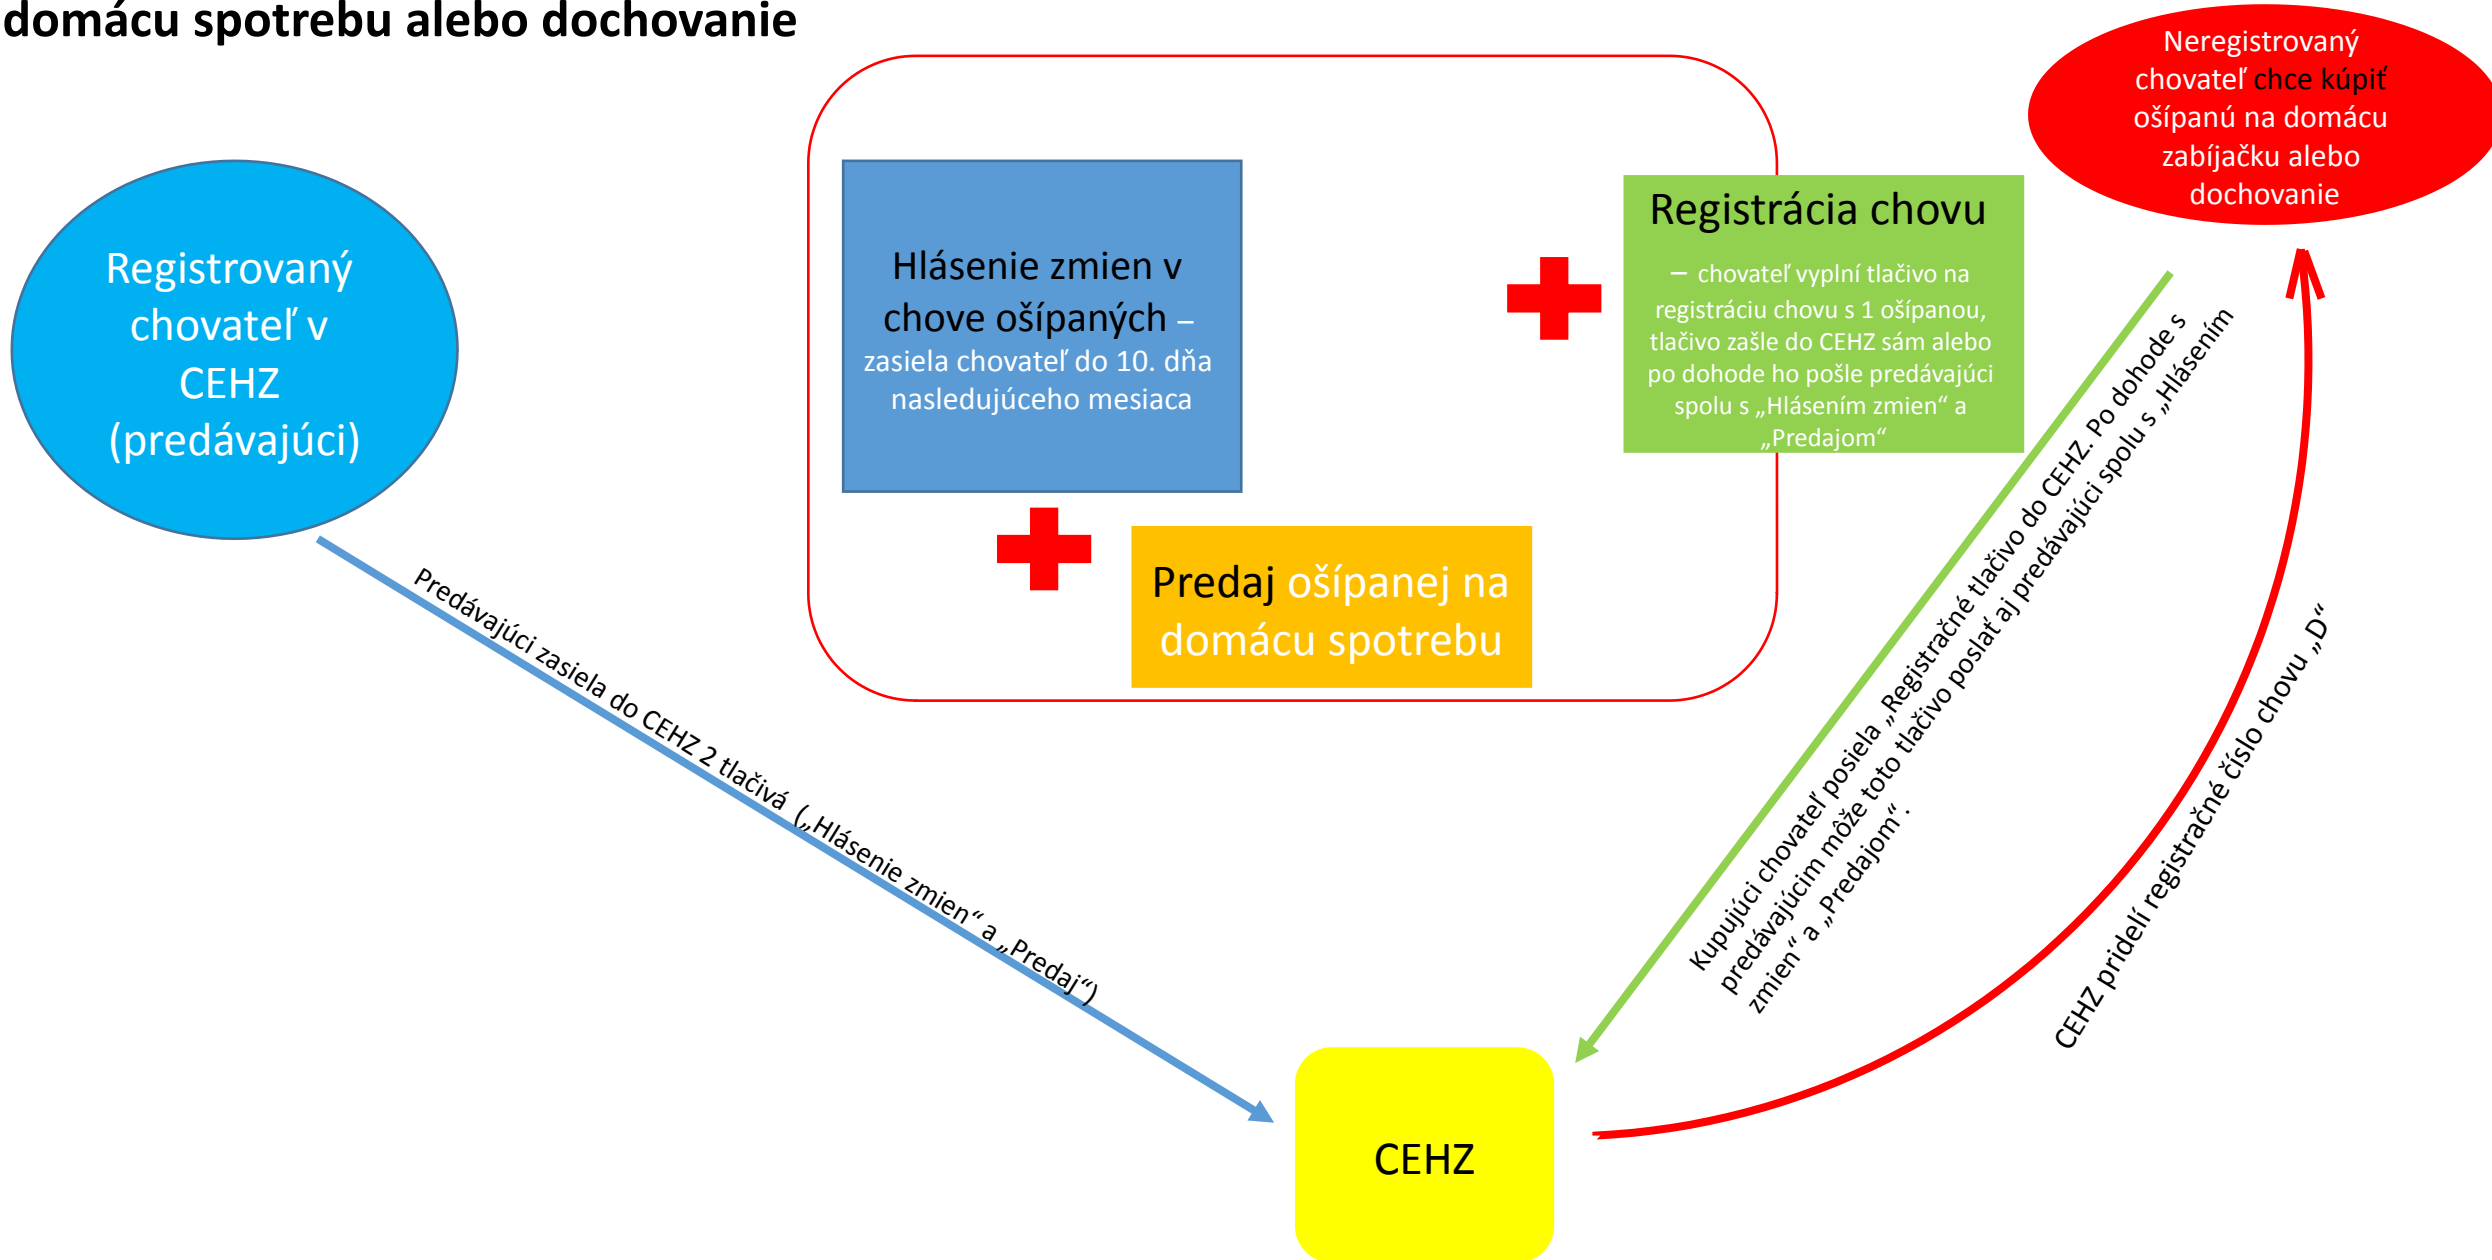 domácu spotrebu alebo dochovanie
Neregistrovaný
chovateľ chce kúpiť
ošípanú na domácu
zabíjačku alebo
dochovanie
Registrovaný
chovateľ v
CEHZ
(predávajúci)
Hlásenie zmien v
chove ošípaných –
zasiela chovateľ do 10. dňa
nasledujúceho mesiaca
Registrácia chovu
– chovateľ vyplní tlačivo na
registráciu chovu s 1 ošípanou,
tlačivo zašle do CEHZ sám alebo
po dohode ho pošle predávajúci
spolu s „Hlásením zmien“ a
„Predajom“
Predaj ošípanej na
domácu spotrebu
Predávajúci zasiela do CEHZ 2 tlačivá („Hlásenie zmien“ a „Predaj“)
Kupujúci chovateľ posiela „Registračné tlačivo do CEHZ. Po dohode s
predávajúcim môže toto tlačivo poslať aj predávajúci spolu s „Hlásením
zmien“ a „Predajom“.
CEHZ pridelí registračné číslo chovu „D“
CEHZ